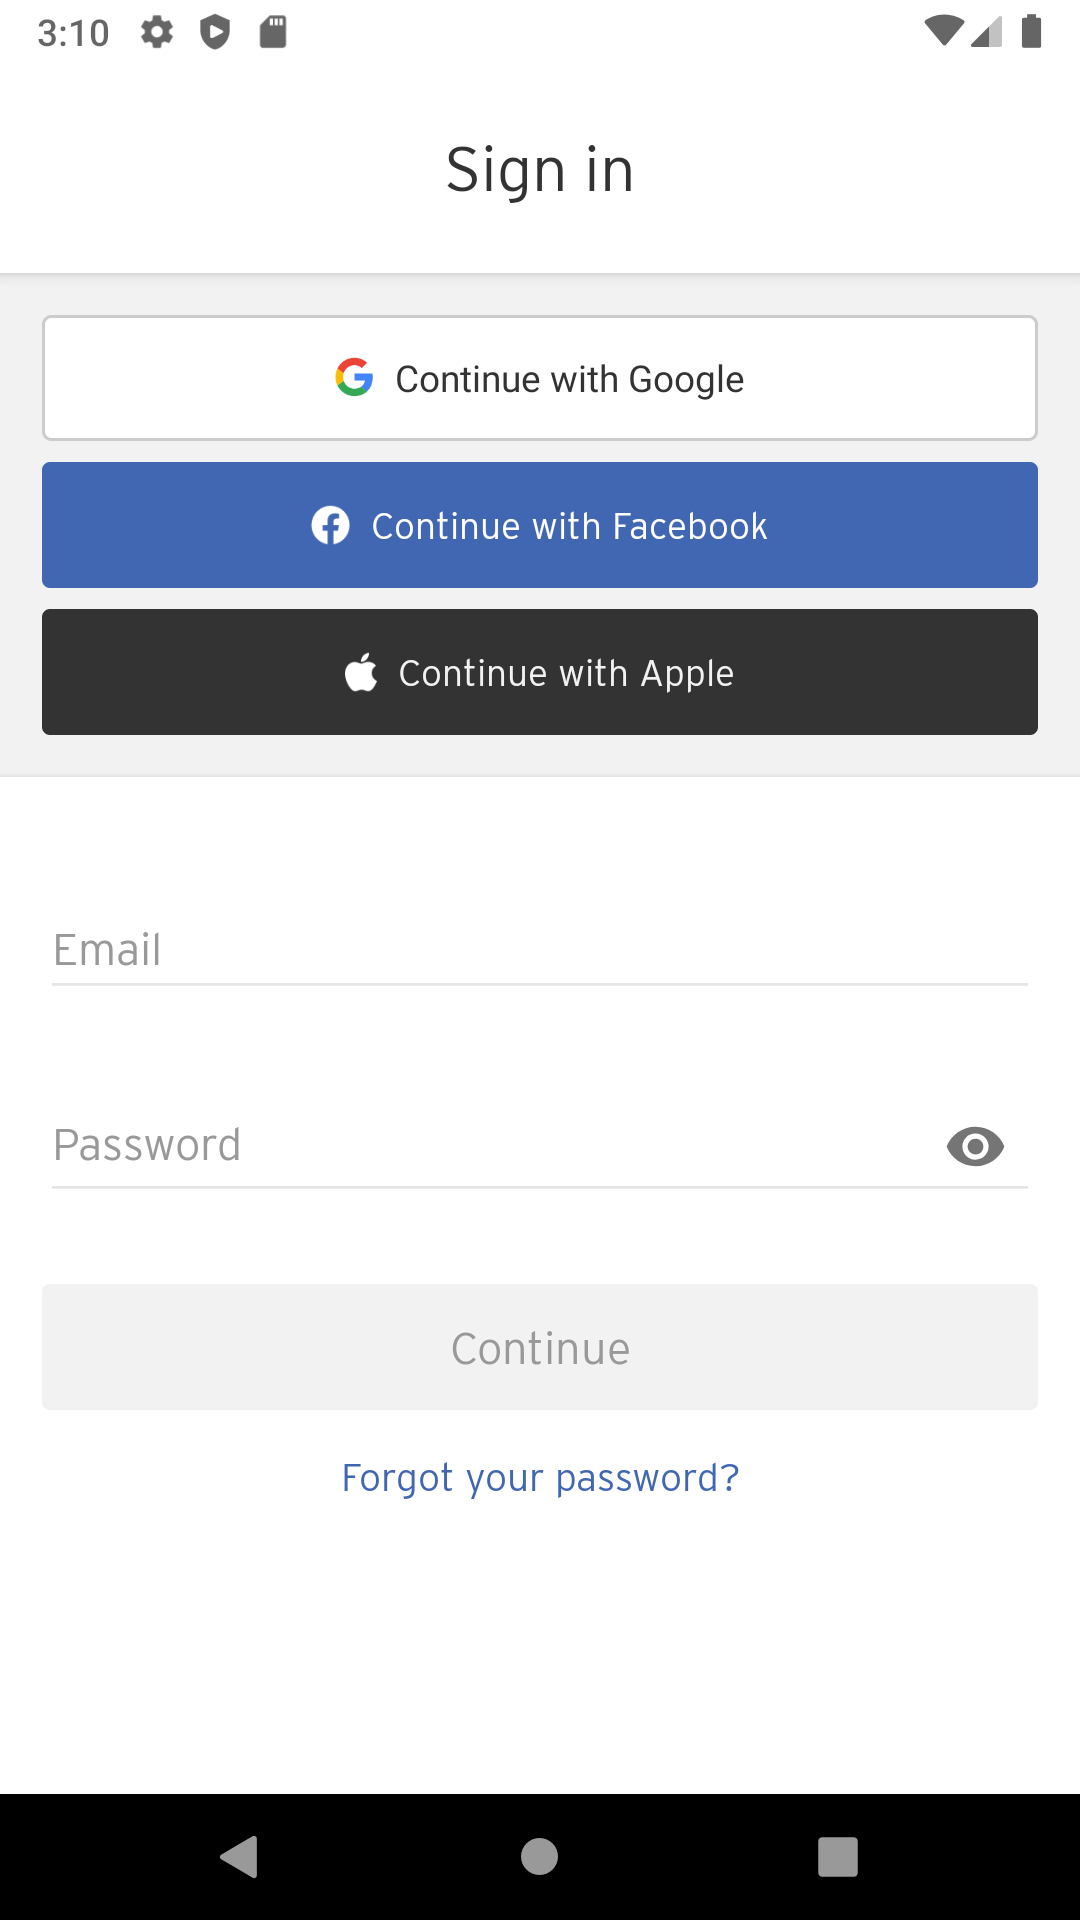 3:10
Sign in
Continue with Google
Continue with Facebook
Continue with Apple
Email
Password
Continue
Forgot your password?